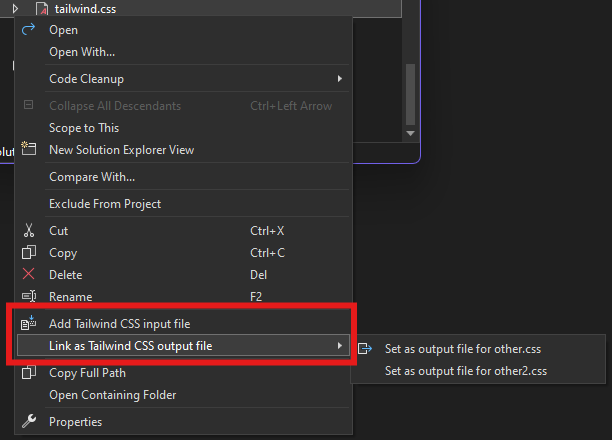 tailwind.css
Open
Open With...
Code Cleanup
Collapse All Descendants Ctrl+Left Arrow
Scope to This
New Solution Explorer View
Compare With...
Exclude From Project
Cut Ctrl+X
Copy Ctrl+C
Delete Del
Rename F2
Add Tailwind CSS input file
Link as Tailwind CSS output file
Set as output file for other.css
Set as output file for other2.css
Copy Full Path
Open Containing Folder
Properties